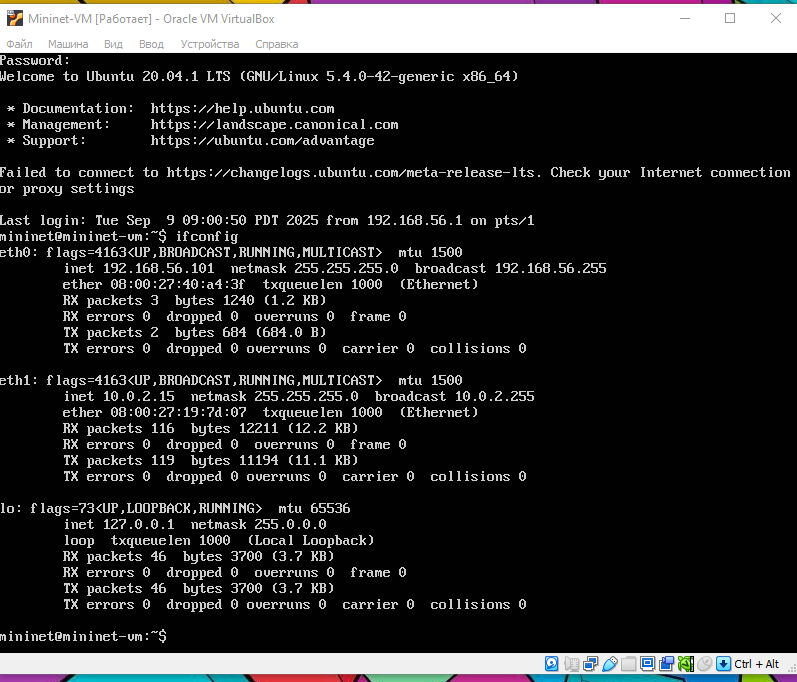 Mininet-VM [Работает] - Oracle VM VirtualBox
Файл Машина Вид Ввод Устройства Справка
Password:
Welcome to Ubuntu 20.04.1 LTS (GNU/Linux 5.4.0-42-generic x86_64)
* Documentation: https://help.ubuntu.com
* Management: https://landscape.canonical.com
* Support: https://ubuntu.com/advantage
Failed to connect to https://changelogs.ubuntu.com/meta-release-lts. Check your Internet connection
or proxy settings
Last login: Tue Sep 9 09:00:50 PDT 2025 from 192.168.56.1 on pts/1
mininet@mininet-vm:~$ ifconfig
eth0: flags=4163<UP,BROADCAST,RUNNING,MULTICAST> mtu 1500
inet 192.168.56.101 netmask 255.255.255.0 broadcast 192.168.56.255
ether 08:00:27:40:a4:3f txqueuelen 1000 (Ethernet)
RX packets 3 bytes 1240 (1.2 KB)
RX errors 0 dropped 0 overruns 0 frame 0
TX packets 2 bytes 684 (684.0 B)
TX errors 0 dropped 0 overruns 0 carrier 0 collisions 0
eth1: flags=4163<UP,BROADCAST,RUNNING,MULTICAST> mtu 1500
inet 10.0.2.15 netmask 255.255.255.0 broadcast 10.0.2.255
ether 08:00:27:19:7d:07 txqueuelen 1000 (Ethernet)
RX packets 116 bytes 12211 (12.2 KB)
RX errors 0 dropped 0 overruns 0 frame 0
TX packets 119 bytes 11194 (11.1 KB)
TX errors 0 dropped 0 overruns 0 carrier 0 collisions 0
lo: flags=73<UP,LOOPBACK,RUNNING> mtu 65536
inet 127.0.0.1 netmask 255.0.0.0
loop txqueuelen 1000 (Local Loopback)
RX packets 46 bytes 3700 (3.7 KB)
RX errors 0 dropped 0 overruns 0 frame 0
TX packets 46 bytes 3700 (3.7 KB)
TX errors 0 dropped 0 overruns 0 carrier 0 collisions 0
mininet@mininet-vm:~$
Ctrl + Alt